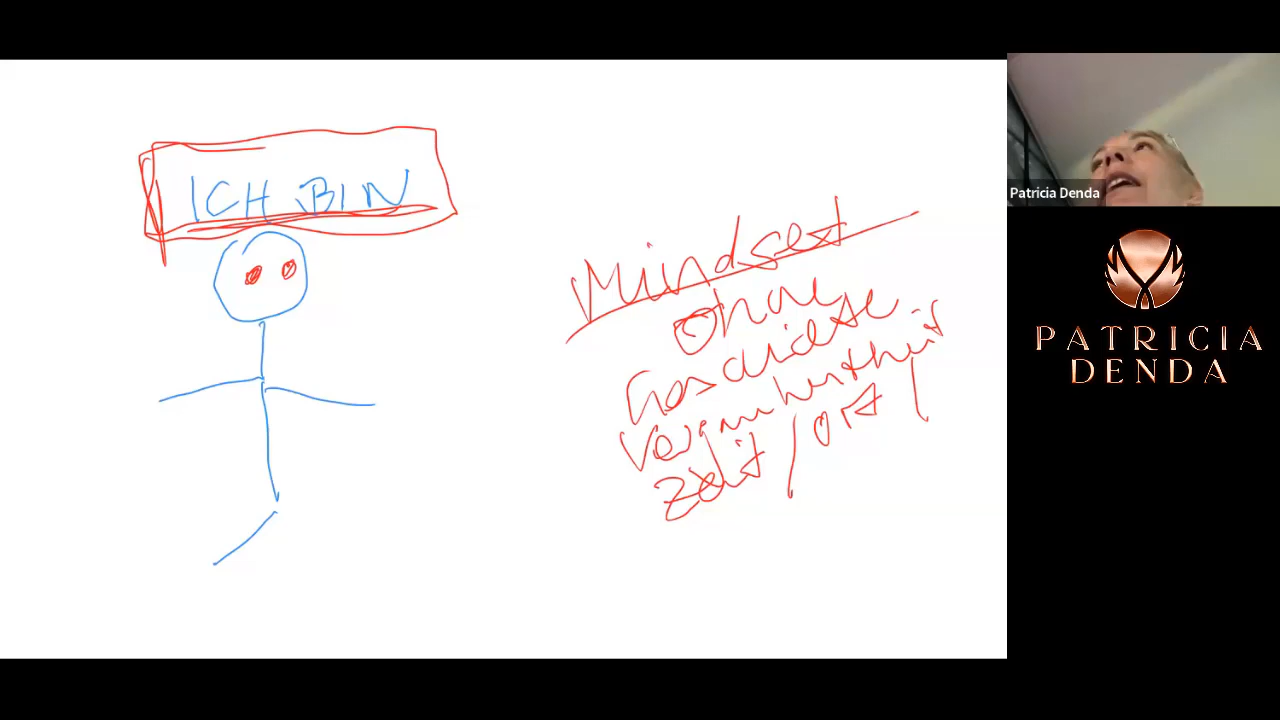 ICH BIN
Mindset
ohne
Geschichte
Vergangenheit
Zeit / Ort /
Patricia Denda
PATRICIA
DENDA